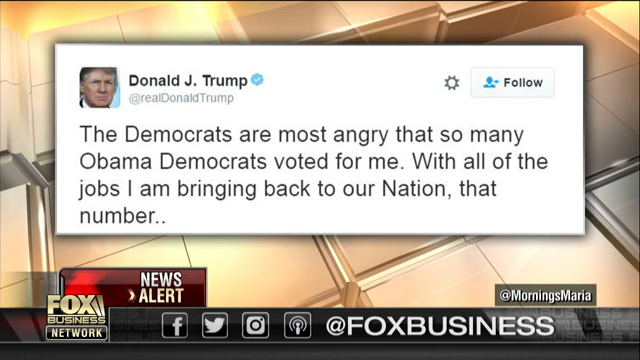 Donald J. Trump
@realDonaldTrump
Follow
The Democrats are most angry that so many
Obama Democrats voted for me. With all of the
jobs I am bringing back to our Nation, that
number..
NEWS
ALERT
@MorningsMaria
FOX
BUSINESS
NETWORK
@FOXBUSINESS